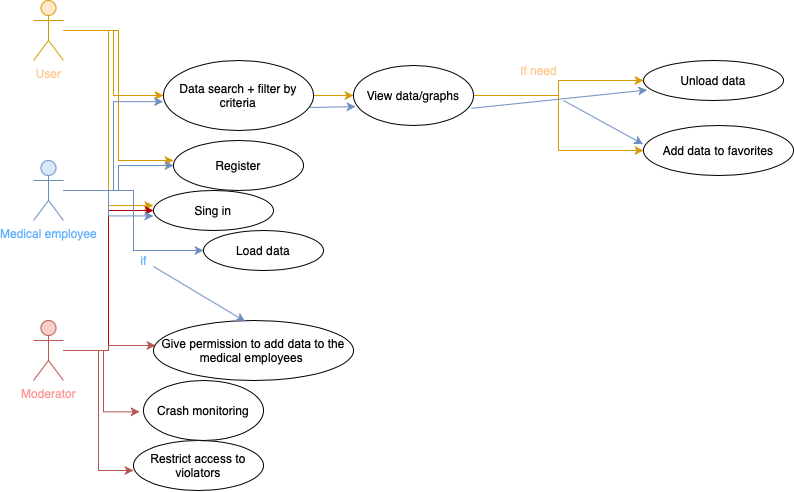 User
Data search + filter by
criteria
View data/graphs
If need
Unload data
Add data to favorites
Register
Medical employee
Sing in
Load data
if
Give permission to add data to the
medical employees
Moderator
Crash monitoring
Restrict access to
violators